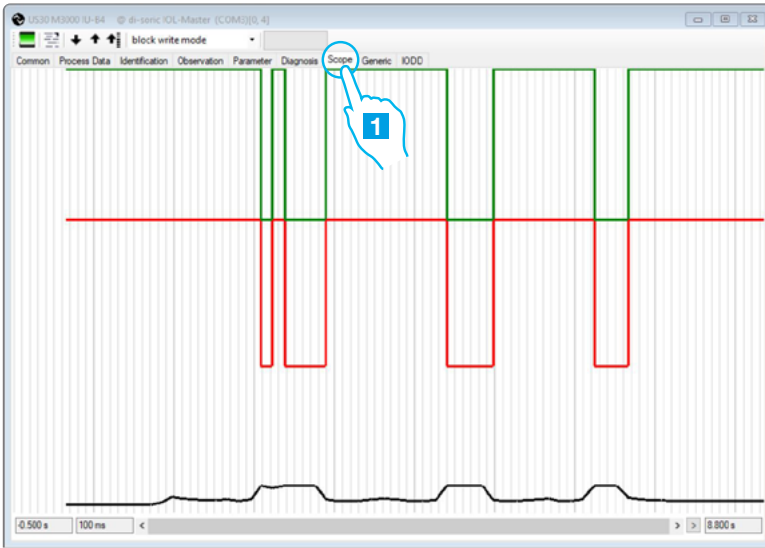 US30 M3000 IU-B4 @ di-soric IOL-Master (COM3)[0, 4]
block write mode
Common Process Data Identification Observation Parameter Diagnosis Scope Generic IODD
1
-0.500 s 100 ms < > > 8.800 s